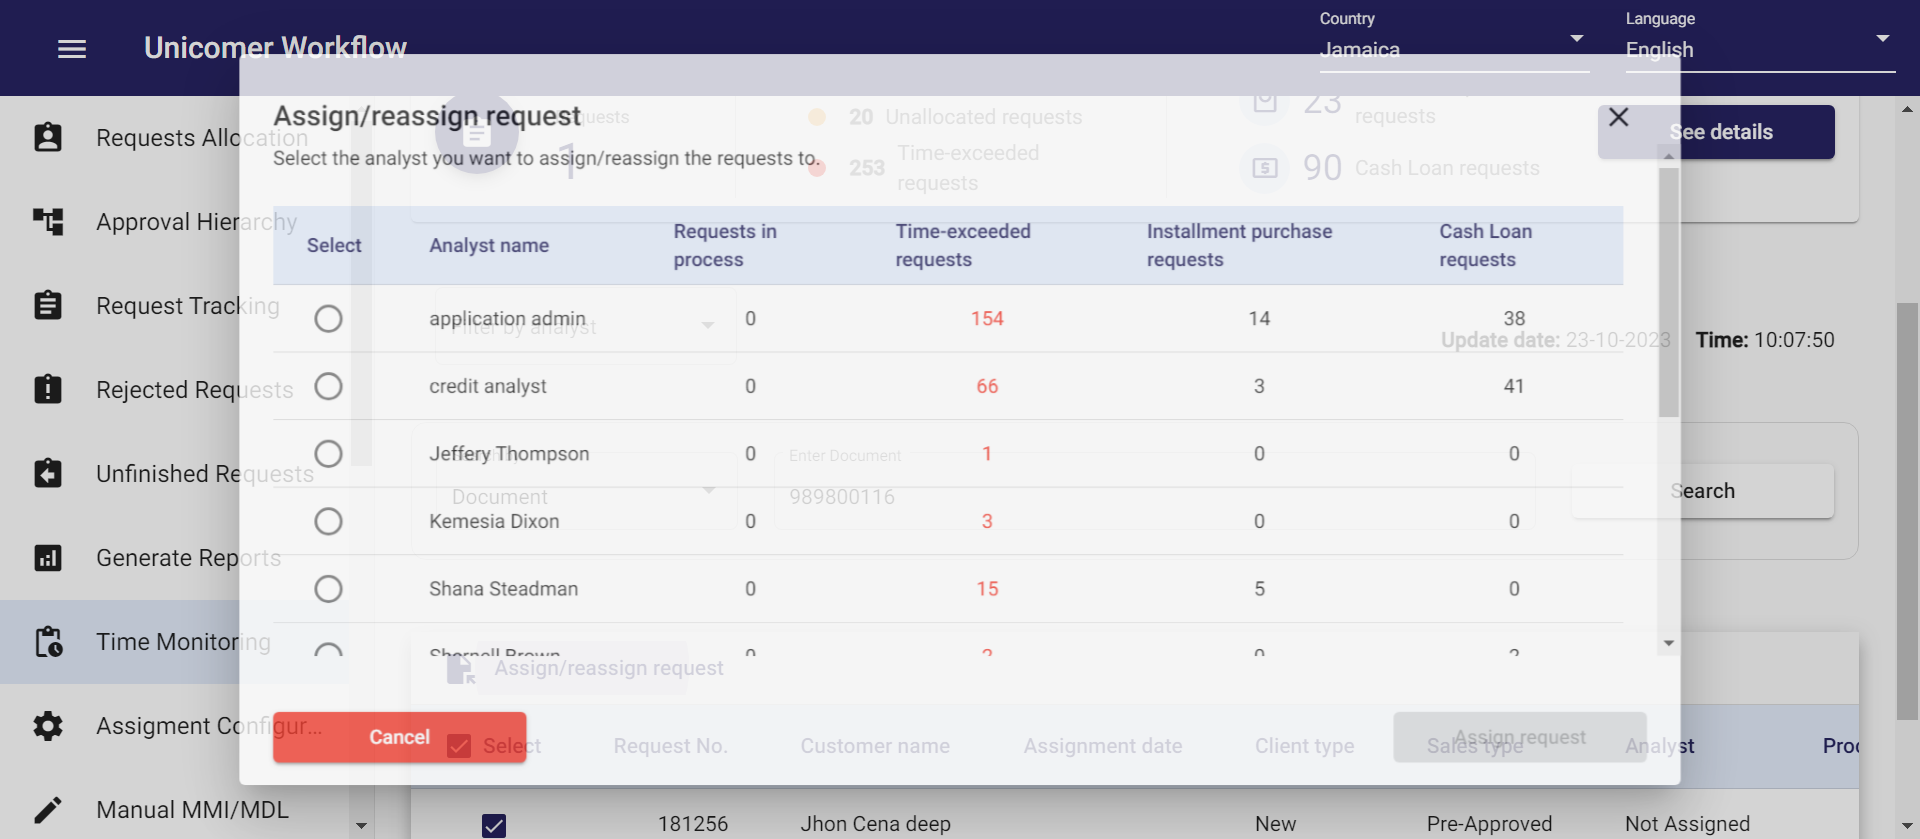 Unicomer Workflow
Country
Jamaica
Language
English
Requests Allocation
Approval Hierarchy
Request Tracking
Rejected Requests
Unfinished Requests
Generate Reports
Time Monitoring
Assigment Configur...
Manual MMI/MDL
Assign/reassign request
Select the analyst you want to assign/reassign the requests to.
1
20 Unallocated requests
253 Time-exceeded
requests
23
requests
90 Cash Loan requests
See details
Select
Analyst name
Requests in
process
Time-exceeded
requests
Installment purchase
requests
Cash Loan
requests
application admin 0 154 14 38
credit analyst 0 66 3 41
Jeffery Thompson 0 1 0 0
Kemesia Dixon 0 3 0 0
Shana Steadman 0 15 5 0
Shornell Brown 0 2 0 2
Filter by analyst
Update date: 23-10-2023 Time: 10:07:50
Document
Enter Document
989800116
Search
Assign/reassign request
Cancel
Assign request
Select Request No. Customer name Assignment date Client type Sales type Analyst
181256 Jhon Cena deep New Pre-Approved Not Assigned